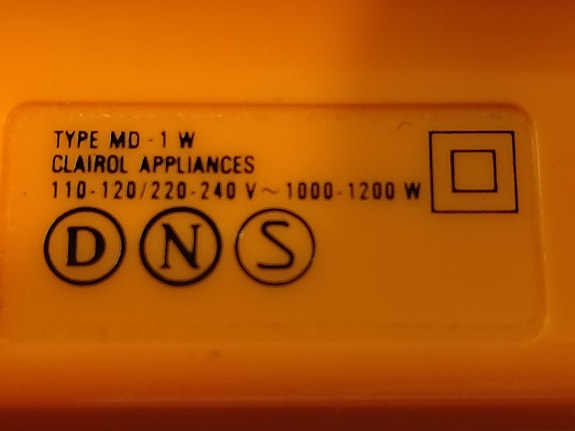 TYPE MD-1 W
CLAIROL APPLIANCES
110-120/220-240 V~1000-1200 W
D N S